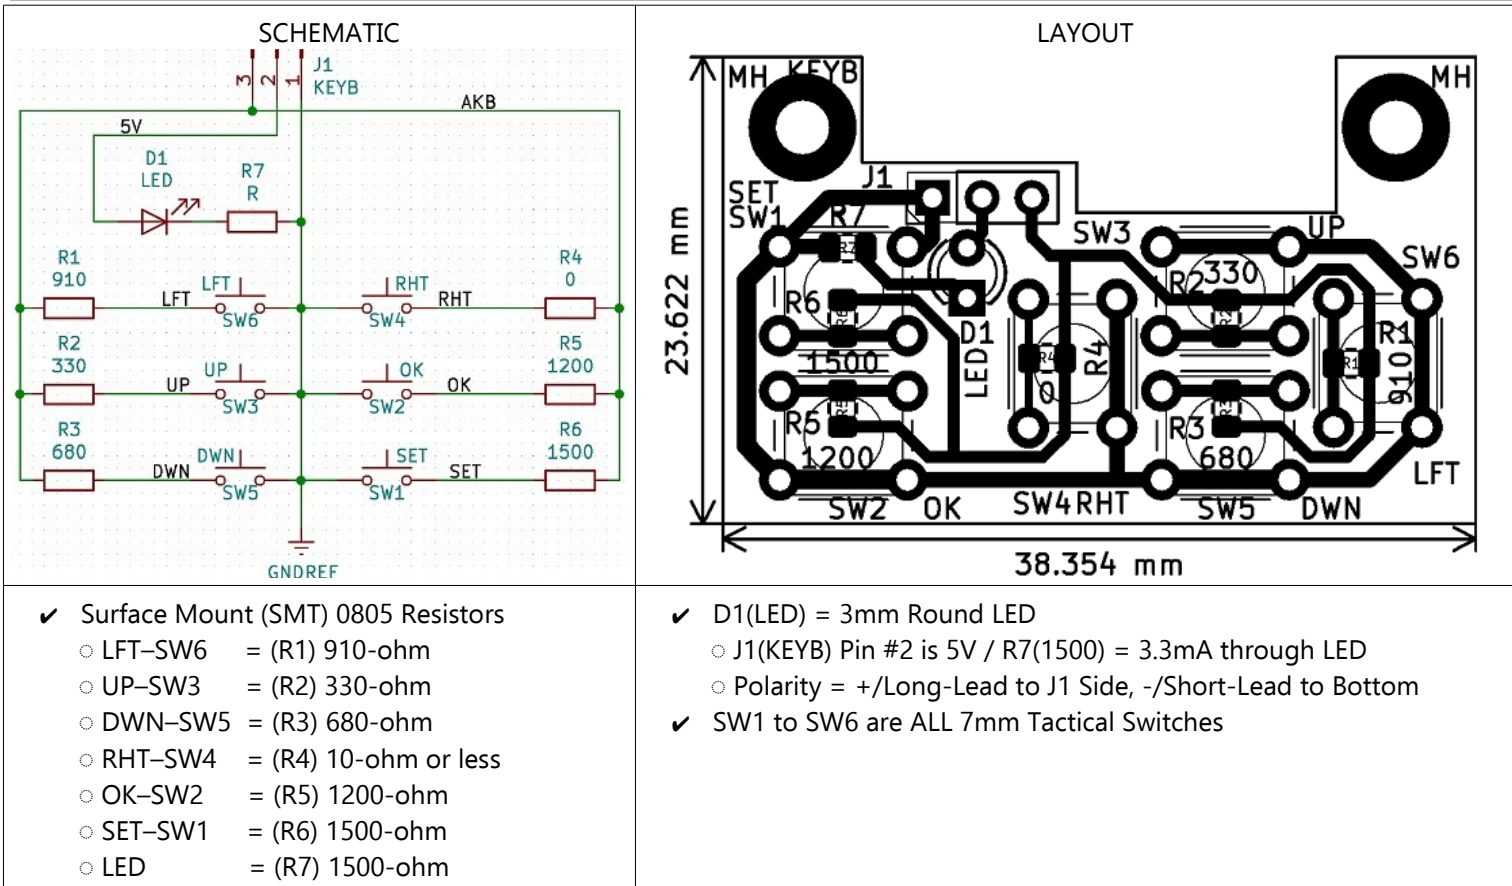 SCHEMATIC
3 2 1
J1
KEYB
AKB
5V
D1
LED
R7
R
R1
910
LFT
LFT
SW6
RHT
SW4
RHT
R4
0
R2
330
UP
UP
SW3
OK
SW2
OK
R5
1200
R3
680
DWN
DWN
SW5
SET
SW1
SET
R6
1500
GNDREF
LAYOUT
MH
KEYB
MH
J1
SET
SW1
R7
R7
SW3
UP
SW6
330
R2
R2
R6
R6
1500
D1
LED
R4
R4
0
R1
R1
910
R5
R5
1200
R3
R3
680
LFT
SW2
OK
SW4
RHT
SW5
DWN
23.622 mm
38.354 mm
✔ Surface Mount (SMT) 0805 Resistors
○ LFT–SW6 = (R1) 910-ohm
○ UP–SW3 = (R2) 330-ohm
○ DWN–SW5 = (R3) 680-ohm
○ RHT–SW4 = (R4) 10-ohm or less
○ OK–SW2 = (R5) 1200-ohm
○ SET–SW1 = (R6) 1500-ohm
○ LED = (R7) 1500-ohm
✔ D1(LED) = 3mm Round LED
○ J1(KEYB) Pin #2 is 5V / R7(1500) = 3.3mA through LED
○ Polarity = +/Long-Lead to J1 Side, -/Short-Lead to Bottom
✔ SW1 to SW6 are ALL 7mm Tactical Switches